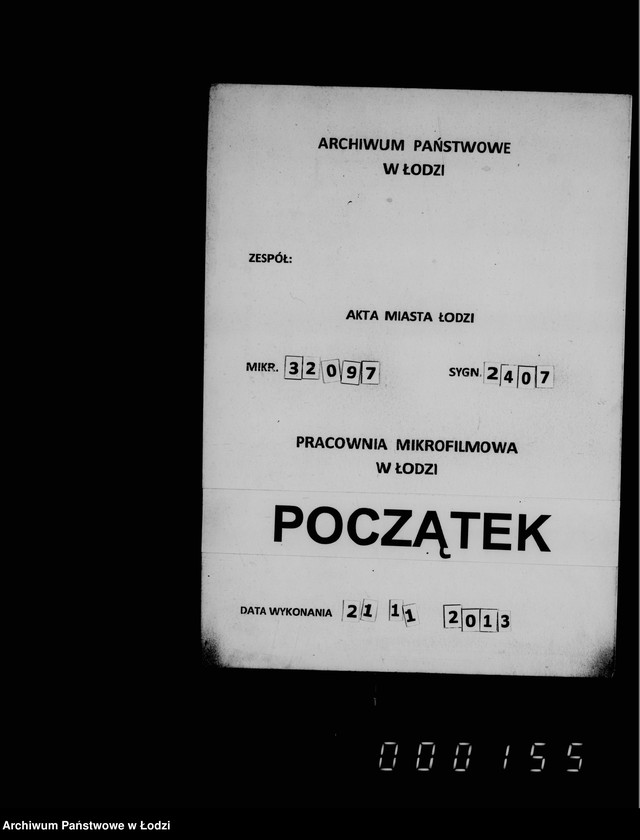 ARCHIWUM PAŃSTWOWE
W ŁODZI
ZESPÓŁ:
AKTA MIASTA ŁODZI
MIKR. 32097 SYGN. 2407
PRACOWNIA MIKROFILMOWA
W ŁODZI
POCZĄTEK
DATA WYKONANIA 21 11 2013
000155
Archiwum Państwowe w Łodzi